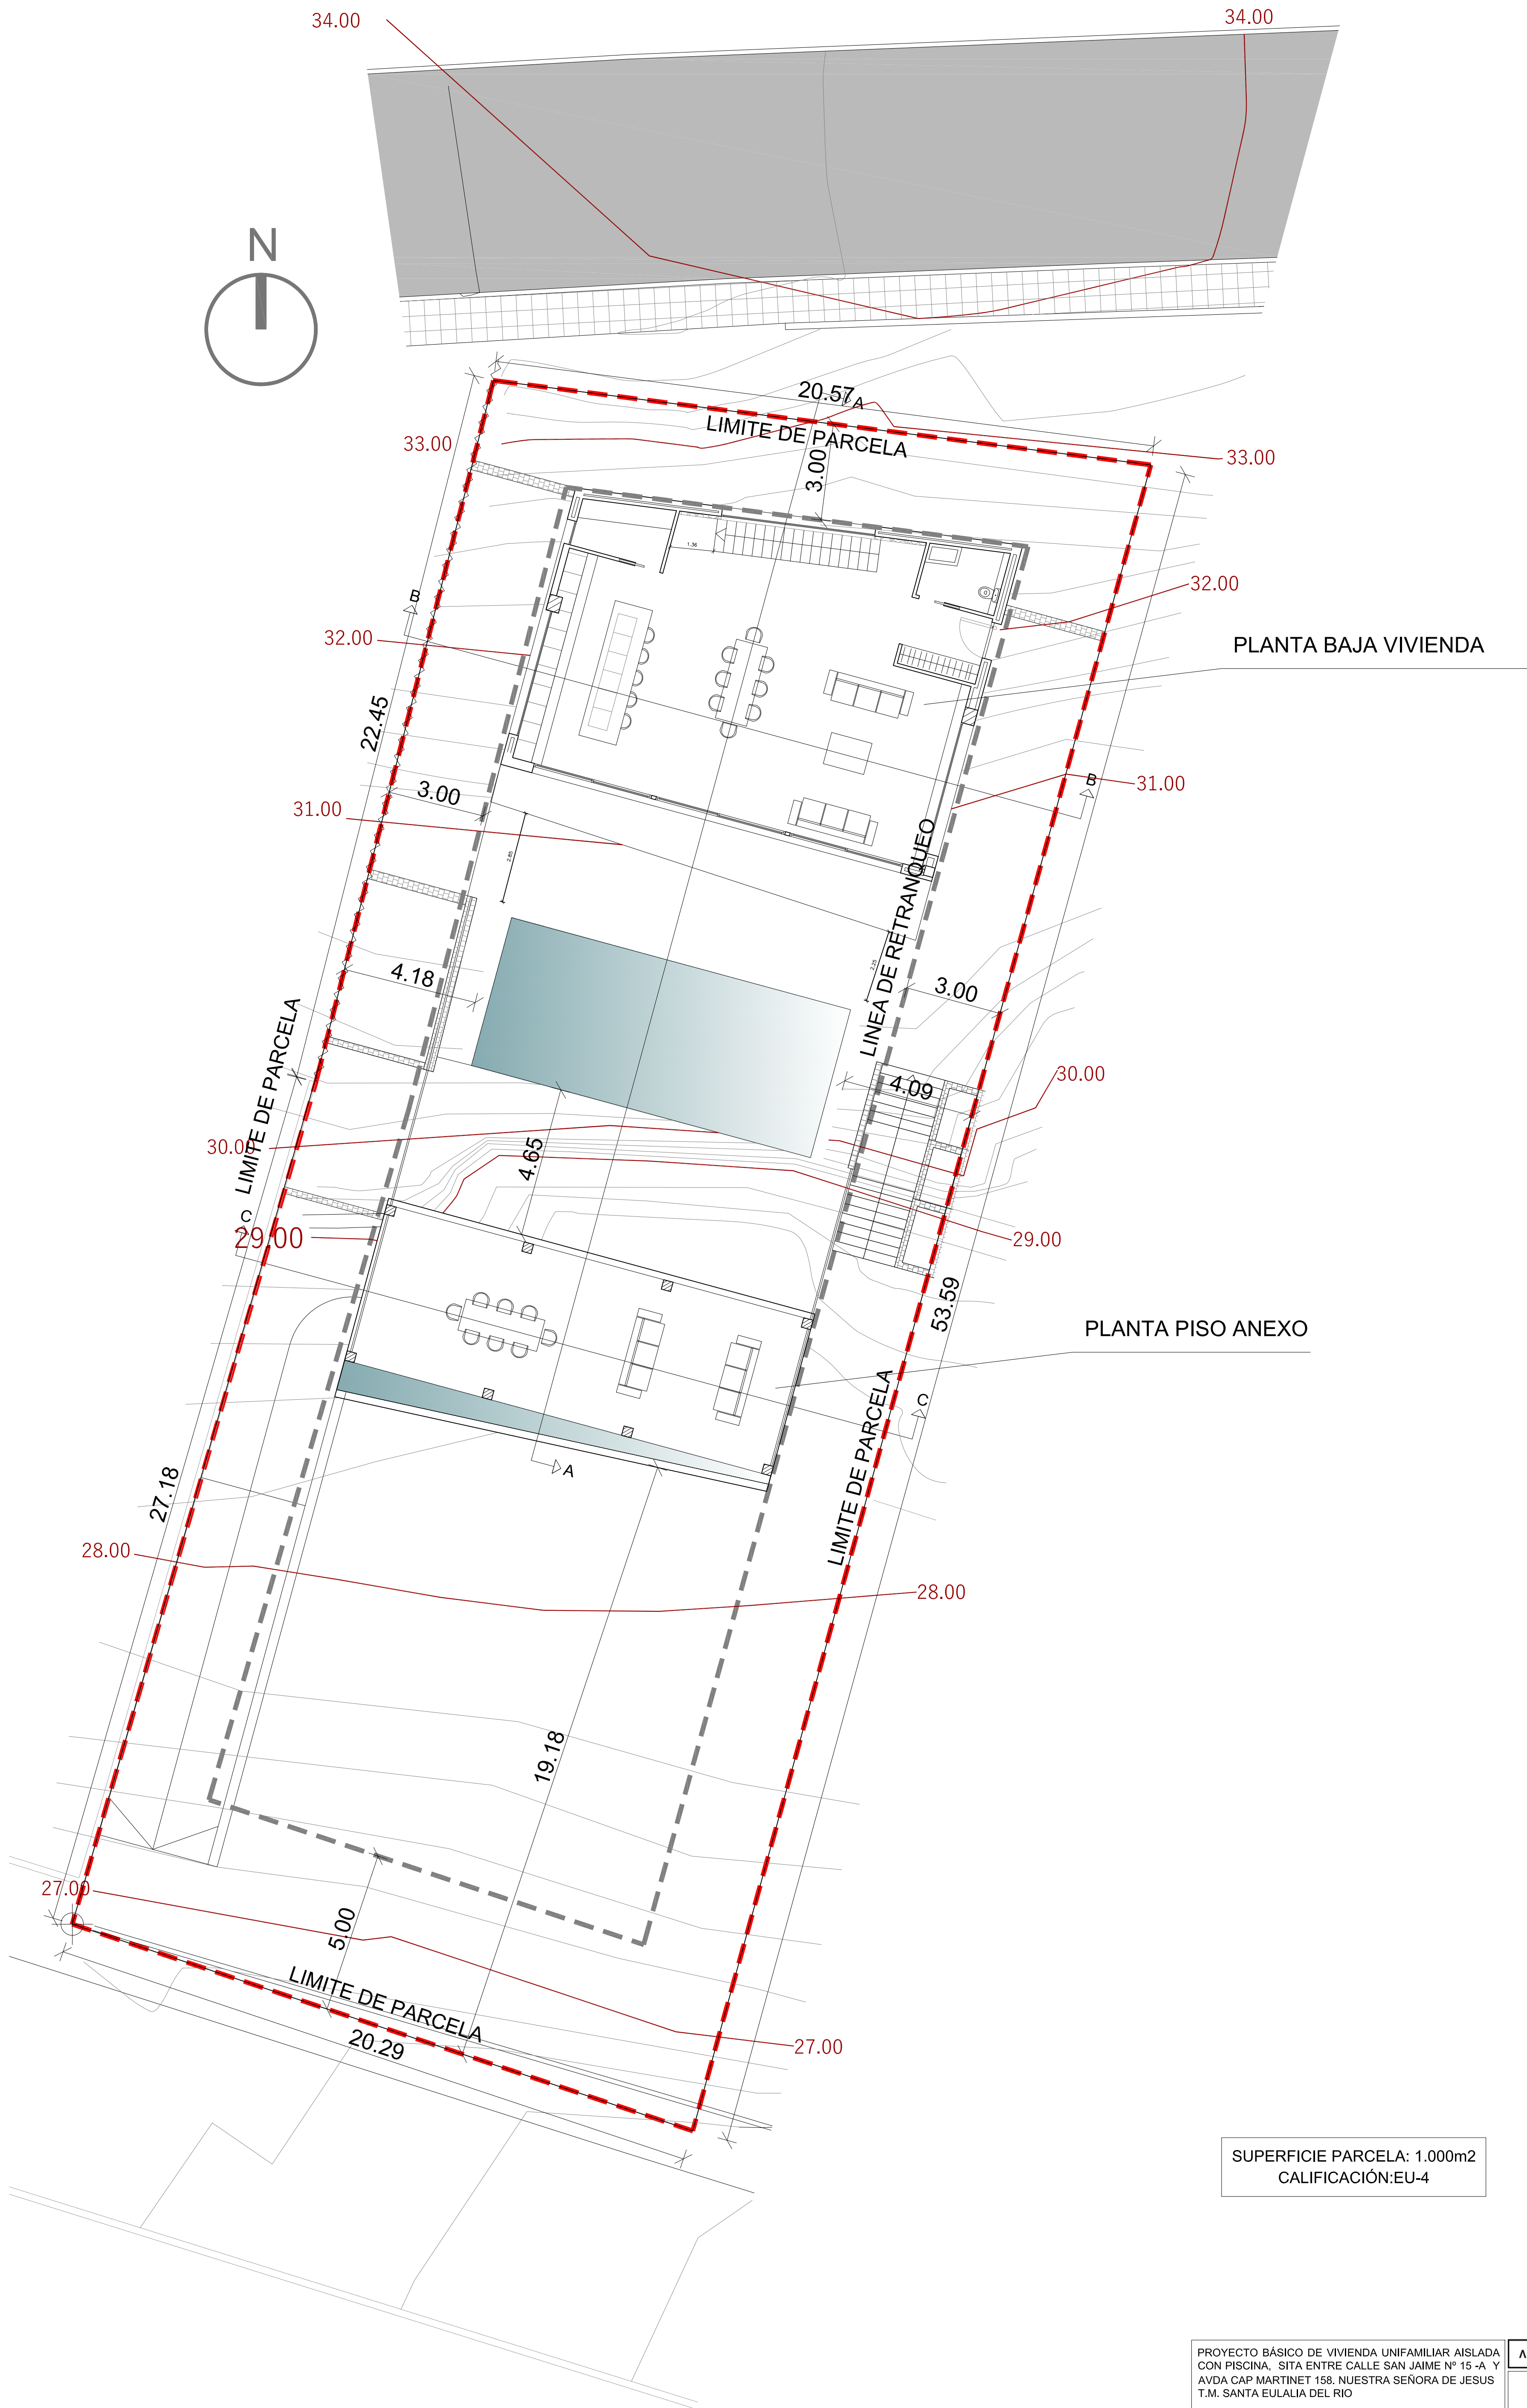 34.00
34.00
N
20.57
A
LIMITE DE PARCELA
33.00
33.00
3.00
1.36
32.00
B
32.00
PLANTA BAJA VIVIENDA
22.45
31.00
B
3.00
31.00
2.85
LINEA DE RETRANQUEO
2.25
4.18
3.00
LIMITE DE PARCELA
30.00
4.09
30.00
4.65
C
29.00
29.00
53.59
PLANTA PISO ANEXO
C
LIMITE DE PARCELA
A
27.18
28.00
28.00
19.18
27.00
5.00
LIMITE DE PARCELA
20.29
27.00
SUPERFICIE PARCELA: 1.000m2
CALIFICACIÓN:EU-4
PROYECTO BÁSICO DE VIVIENDA UNIFAMILIAR AISLADA
CON PISCINA, SITA ENTRE CALLE SAN JAIME Nº 15 -A Y
AVDA CAP MARTINET 158. NUESTRA SEÑORA DE JESUS
T.M. SANTA EULALIA DEL RIO